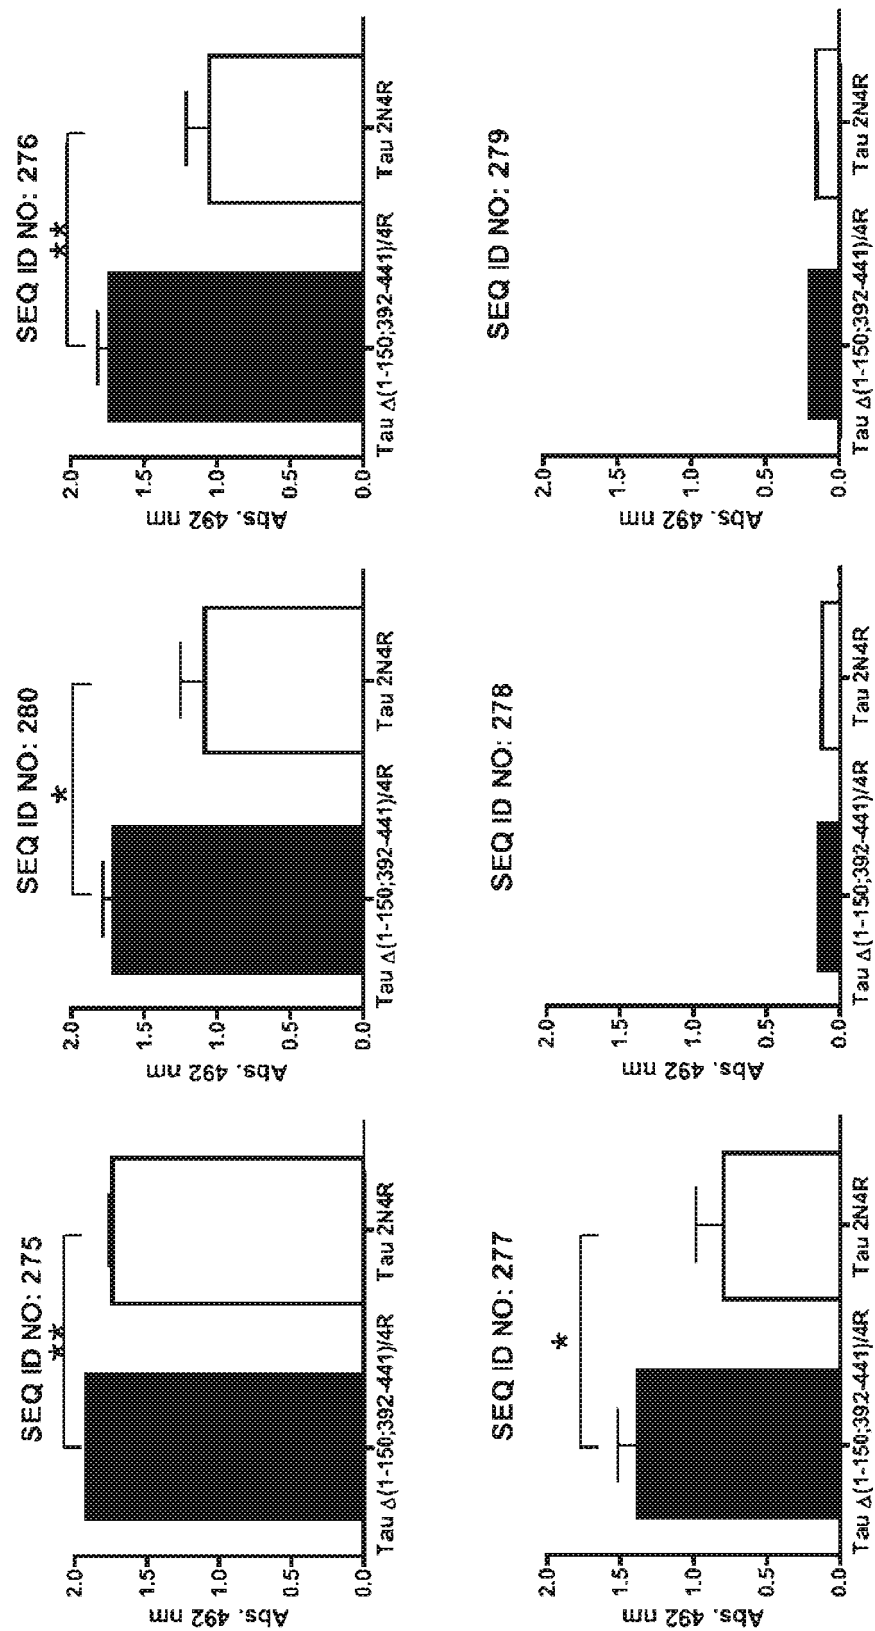 SEQ ID NO: 275
**
Abs. 492 nm
2.0
1.5
1.0
0.5
0.0
Tau Δ(1-150;392-441)/4R
Tau 2N4R
SEQ ID NO: 280
*
Abs. 492 nm
2.0
1.5
1.0
0.5
0.0
Tau Δ(1-150;392-441)/4R
Tau 2N4R
SEQ ID NO: 276
**
Abs. 492 nm
2.0
1.5
1.0
0.5
0.0
Tau Δ(1-150;392-441)/4R
Tau 2N4R
SEQ ID NO: 277
*
Abs. 492 nm
2.0
1.5
1.0
0.5
0.0
Tau Δ(1-150;392-441)/4R
Tau 2N4R
SEQ ID NO: 278
Abs. 492 nm
2.0
1.5
1.0
0.5
0.0
Tau Δ(1-150;392-441)/4R
Tau 2N4R
SEQ ID NO: 279
Abs. 492 nm
2.0
1.5
1.0
0.5
0.0
Tau Δ(1-150;392-441)/4R
Tau 2N4R